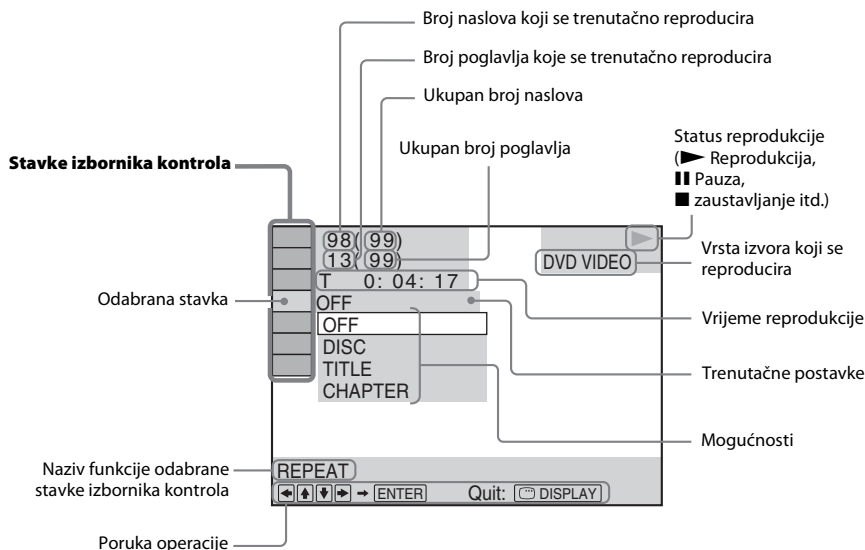 Broj naslova koji se trenutačno reproducira
Broj poglavlja koje se trenutačno reproducira
Ukupan broj naslova
Ukupan broj poglavlja
Status reprodukcije
(► Reprodukcija,
▮▮ Pauza,
■ zaustavljanje itd.)
Stavke izbornika kontrola
98( 99)
13( 99)
DVD VIDEO
Vrsta izvora koji se
reproducira
T 0: 04: 17
Odabrana stavka
OFF
Vrijeme reprodukcije
OFF
DISC
TITLE
CHAPTER
Trenutačne postavke
Mogućnosti
Naziv funkcije odabrane
stavke izbornika kontrola
REPEAT
←↑↓→ → ENTER Quit: DISPLAY
Poruka operacije